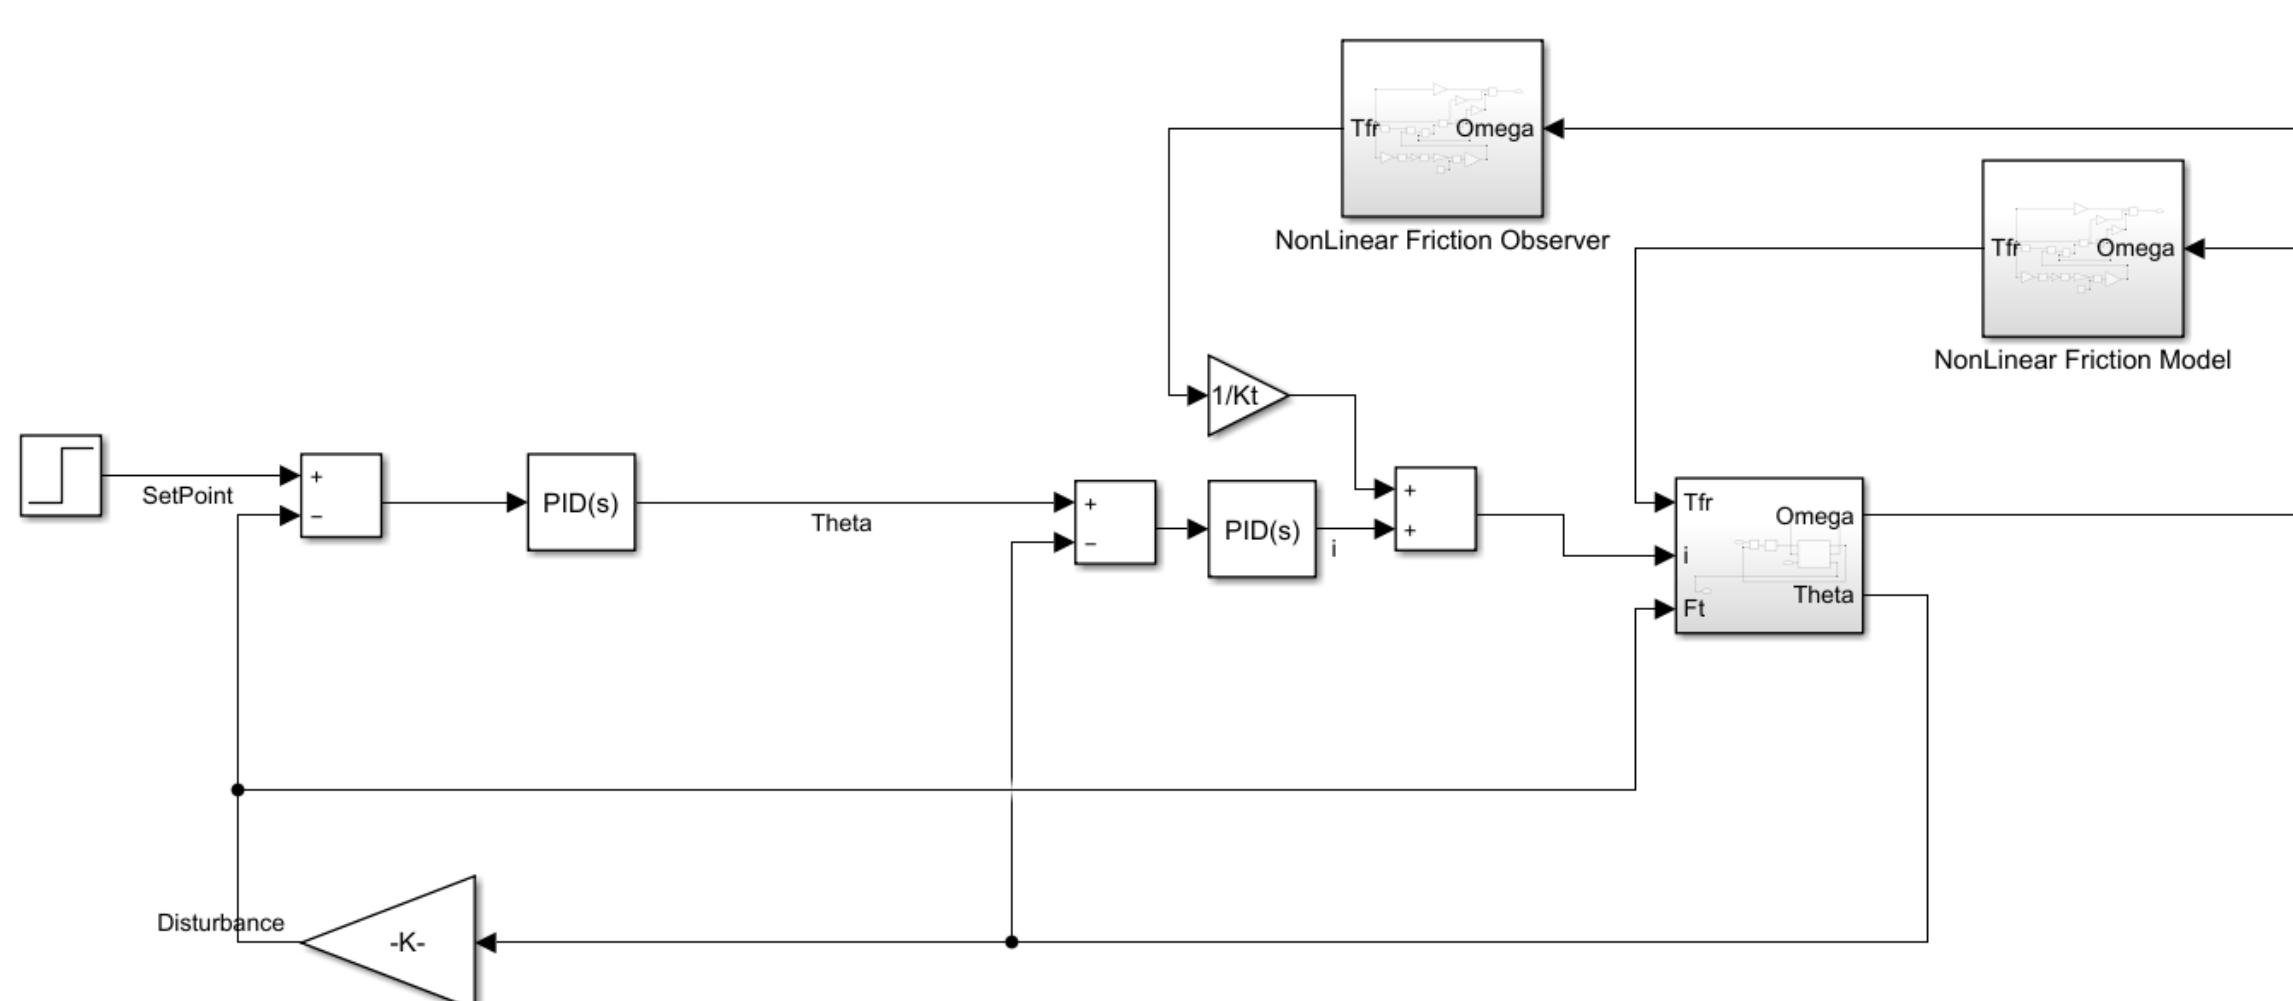 Tfr
Omega
NonLinear Friction Observer
Tfr
Omega
NonLinear Friction Model
1/Kt
SetPoint
+
−
PID(s)
Theta
+
−
PID(s)
i
+
+
Tfr
i
Ft
Omega
Theta
Disturbance
-K-